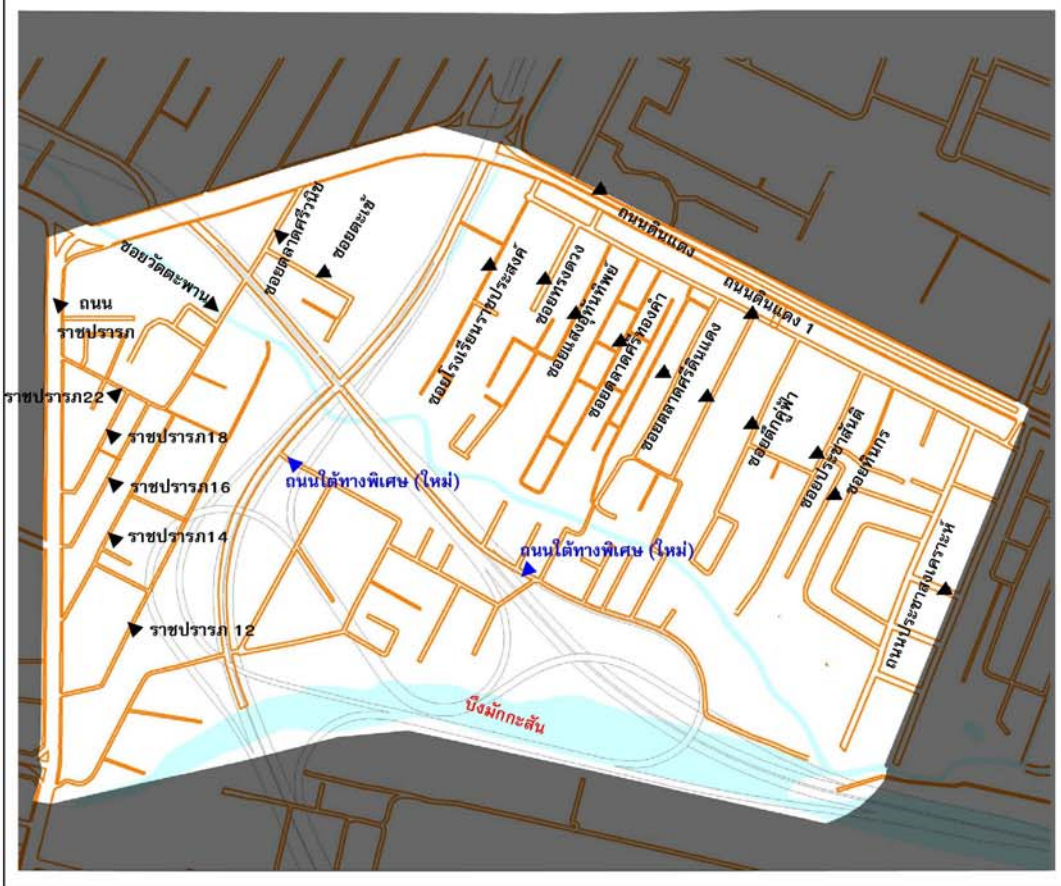 ซอยตลาดศรีวนิช
ซอยตะเข้
ถนนดินแดง
ซอยวัดตะพาน
ซอยโรงเรียนราชประสงค์
ซอยทรงดวง
ซอยแสงอุทันทิพย์
ซอยตลาดศรีทองคำ
ถนนดินแดง 1
ถนน
ราชปรารภ
ซอยตลาดศรีดินแดง
ราชปรารภ22
ซอยตึกคู่ฟ้า
ซอยประชาสันติ
ราชปรารภ18
ซอยหินกร
ถนนใต้ทางพิเศษ (ใหม่)
ราชปรารภ16
ราชปรารภ14
ถนนใต้ทางพิเศษ (ใหม่)
ถนนประชาสงเคราะห์
ราชปรารภ 12
บึงมักกะสัน